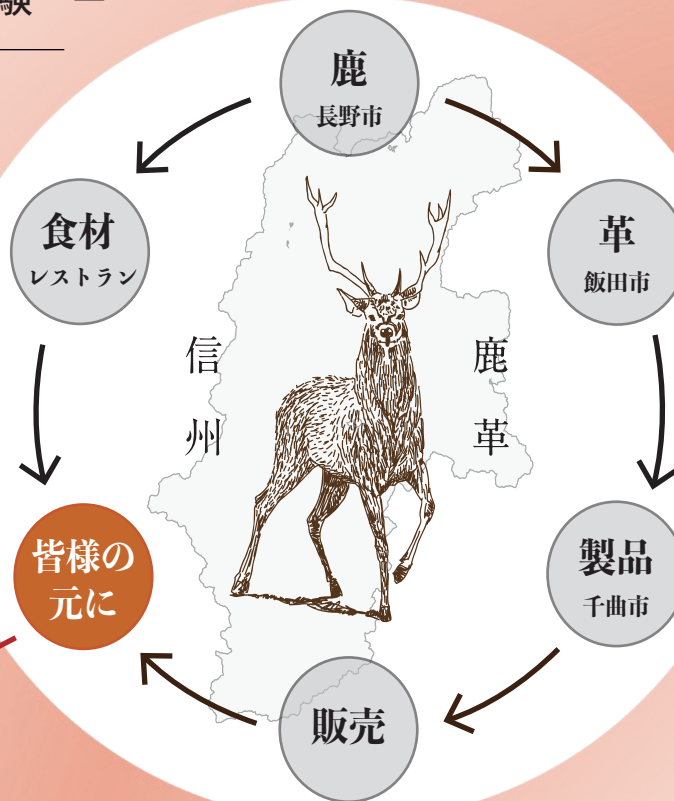 験
鹿
長野市
食材
レストラン
革
飯田市
信州
鹿革
皆様の
元に
製品
千曲市
販売